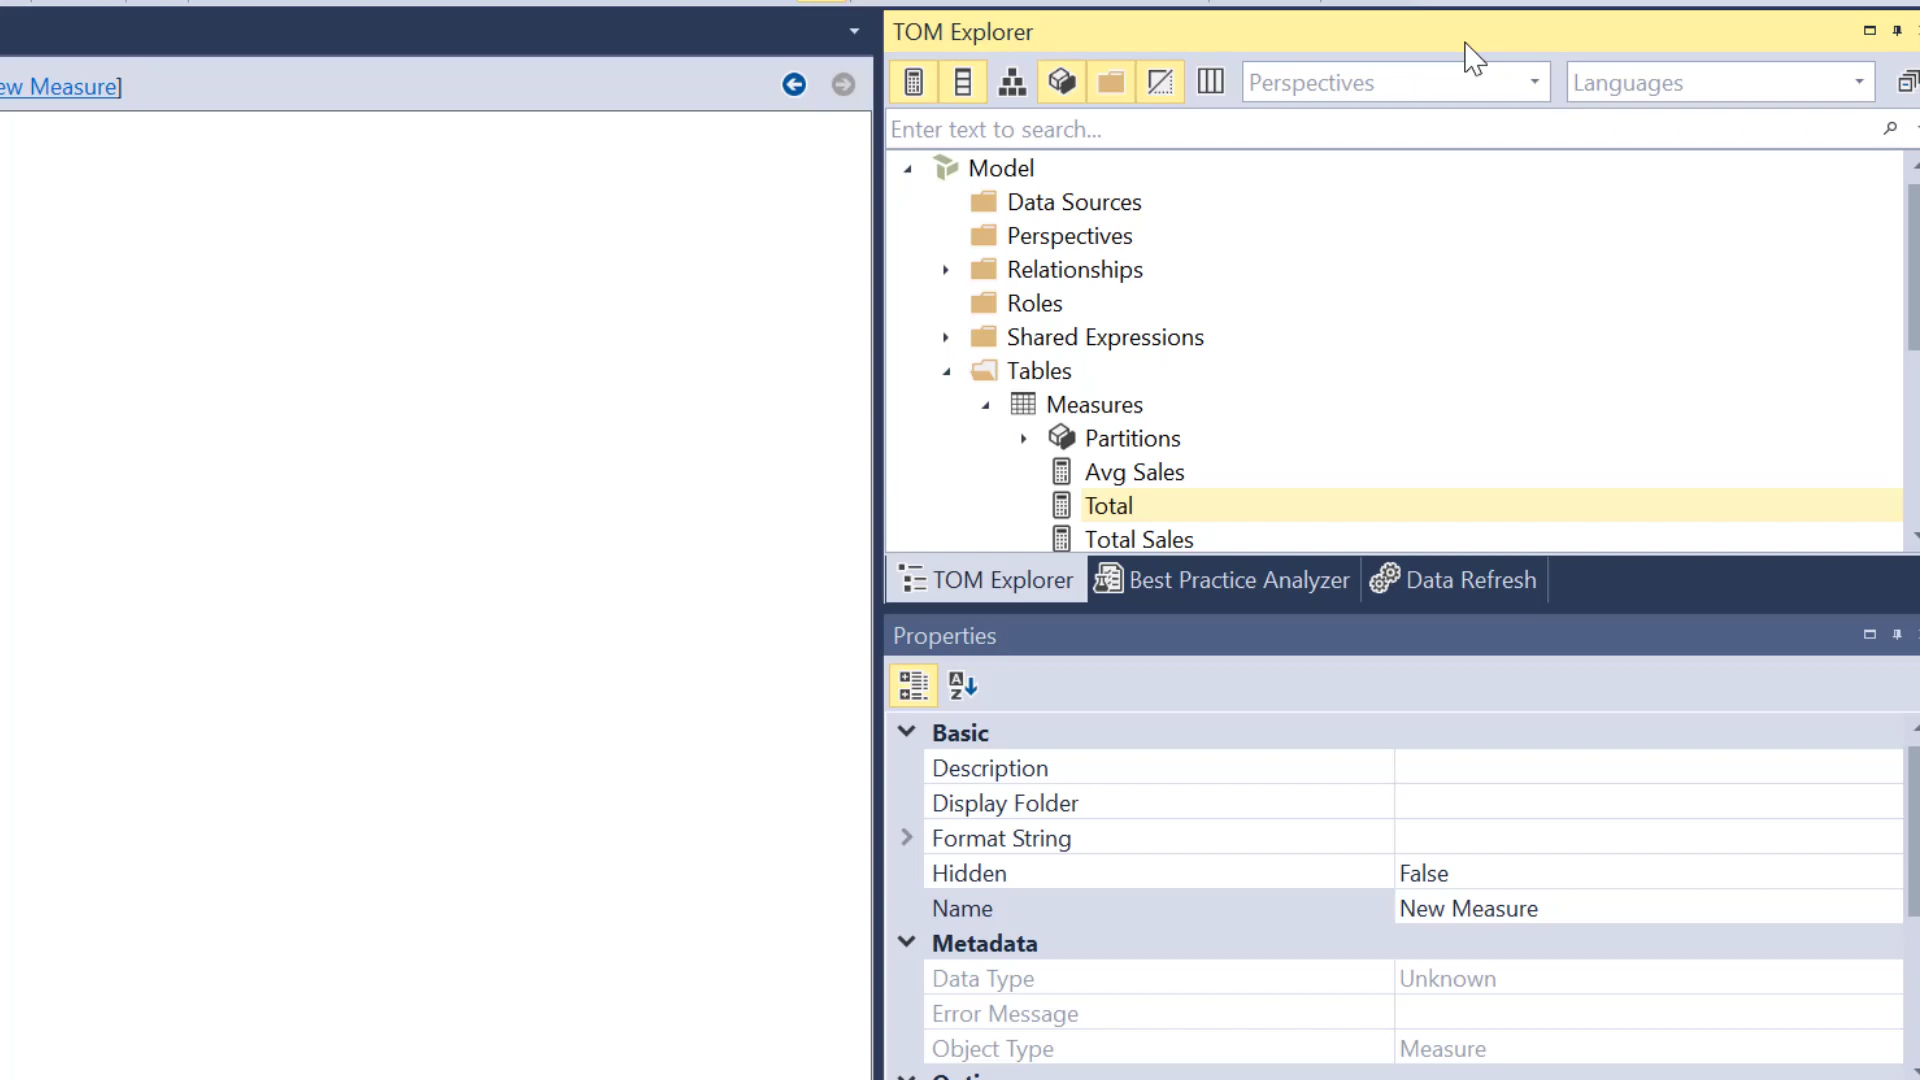 TOM Explorer
ew Measure]
Perspectives
Languages
Enter text to search...
Model
Data Sources
Perspectives
Relationships
Roles
Shared Expressions
Tables
Measures
Partitions
Avg Sales
Total
Total Sales
TOM Explorer
Best Practice Analyzer
Data Refresh
Properties
Basic
Description
Display Folder
Format String
Hidden False
Name New Measure
Metadata
Data Type Unknown
Error Message
Object Type Measure